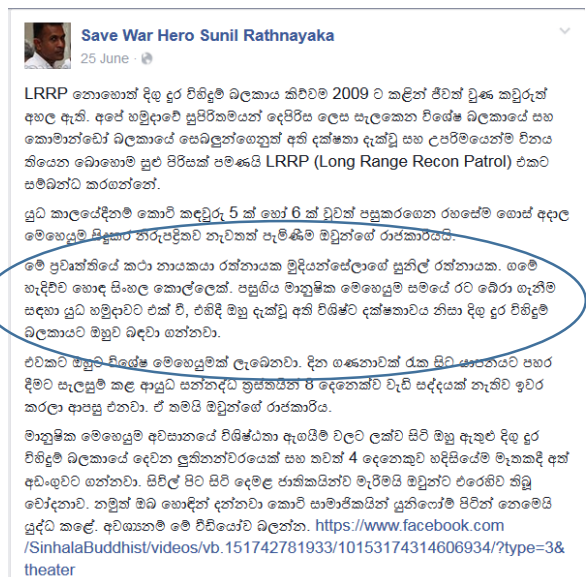 Save War Hero Sunil Rathnayaka
25 June ·
LRRP නොහොත් දිගු දුර විහිදුම් බලකාය කිව්වම 2009 ට කළින් ජීවත් වුණ කවුරුත්
අහල ඇති. අපේ හමුදාවේ සුපිරිතමයන් දෙපිරිස ලෙස සැලකෙන විශේෂ බලකායේ සහ
කොමාන්ඩෝ බලකායේ සෙබලුන්ගෙනුත් අති දක්ෂතා දැක්වූ සහ උපරිමයෙන්ම විනය
තියෙන බොහොම සුළු පිරිසක් පමණයි LRRP (Long Range Recon Patrol) එකට
සම්බන්ධ කරගන්නේ.
යුධ කාලයේදීනම් කොටි කඳවුරු 5 ක් හෝ 6 ක් වුවත් පසුකරගෙන රහසේම ගොස් අදාල
මෙහෙයුම සිදුකර නිරුපද්‍රිතව නැවතත් පැමිණීම ඔවුන්ගේ රාජකාරියයි.
මේ ප්‍රවෘත්තියේ කථා නායකයා රත්නායක මුදියන්සේලාගේ සුනිල් රත්නායක. ගමේ
හැදිච්ච හොඳ සිංහල කොල්ලෙක්. පසුගිය මානුෂික මෙහෙයුම සමයේ රට බේරා ගැනීම
සඳහා යුධ හමුදාවට එක් වී, එහිදී ඔහු දැක්වූ අති විශිෂ්ට දක්ෂතාවය නිසා දිගු දුර විහිදුම්
බලකායට ඔහුව බඳවා ගන්නවා.
එවකට ඔහුට විශේෂ මෙහෙයුමක් ලැබෙනවා. දින ගණනාවක් රැක සිට යාපනයට පහර
දීමට සැලසුම් කළ ආයුධ සන්නද්ධ ත්‍රස්තයින් 8 දෙනෙක්ව වැඩි සද්දයක් නැතිව ඉවර
කරලා ආපසු එනවා. ඒ තමයි ඔවුන්ගේ රාජකාරිය.
මානුෂික මෙහෙයුම අවසානයේ විශිෂ්ඨතා ඇගයීම් වලට ලක්ව සිටි ඔහු ඇතුළු දිගු දුර
විහිදුම් බලකායේ දෙවන ලුතිනන්වරයෙක් සහ තවත් 4 දෙනෙකුව හදිසියේම මෑතකදී අත්
අඩංගුවට ගන්නවා. සිවිල් පිට සිටි දෙමළ ජාතිකයින්ව මැරීමයි ඔවුන්ට එරෙහිව තිබූ
චෝදනාව. නමුත් ඔබ හොඳින් දන්නවා කොටි සාමාජිකයින් යුනිෆෝම් පිටින් නෙමෙයි
යුද්ධ කළේ. අවශ්‍යනම් මේ වීඩියෝව බලන්න. https://www.facebook.com
/SinhalaBuddhist/videos/vb.151742781933/10153174314606934/?type=3&
theater